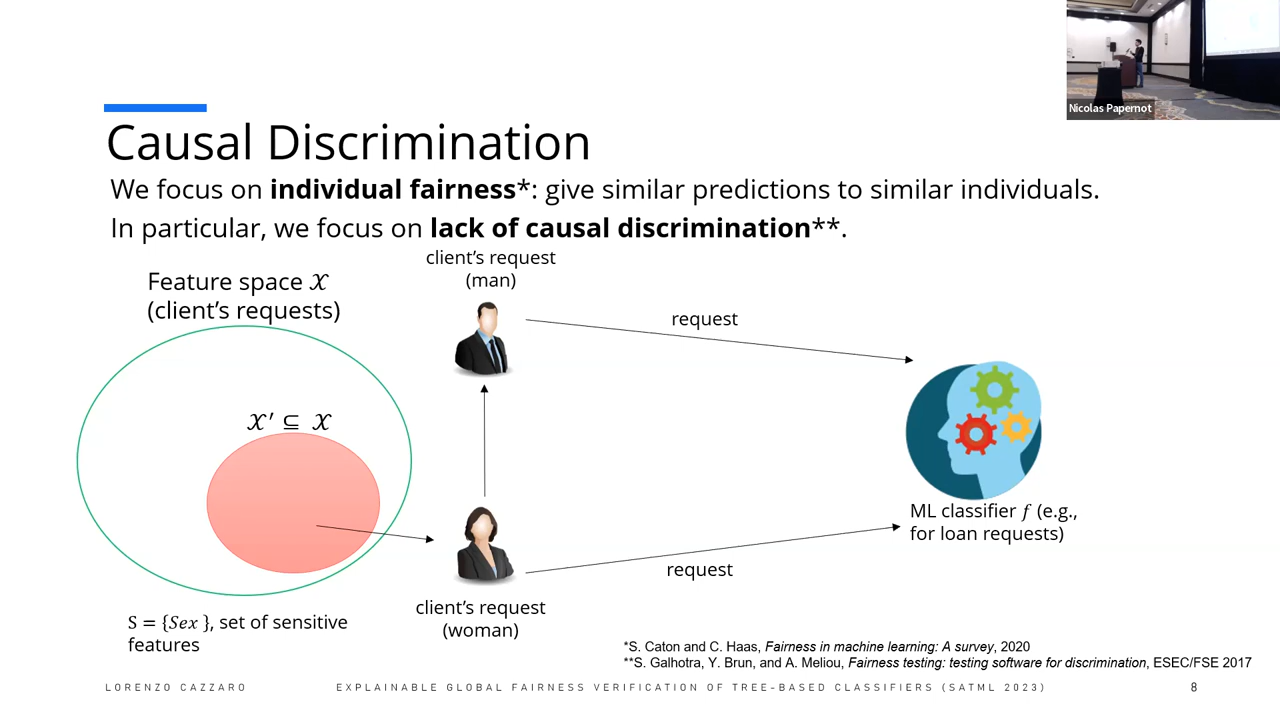 Nicolas Papernot
Causal Discrimination
We focus on individual fairness*: give similar predictions to similar individuals.
In particular, we focus on lack of causal discrimination**.
Feature space 𝒳
(client's requests)
𝒳′ ⊆ 𝒳
S = {Sex }, set of sensitive
features
client's request
(man)
client's request
(woman)
request
request
ML classifier f (e.g.,
for loan requests)
*S. Caton and C. Haas, Fairness in machine learning: A survey, 2020
**S. Galhotra, Y. Brun, and A. Meliou, Fairness testing: testing software for discrimination, ESEC/FSE 2017
LORENZO CAZZARO
EXPLAINABLE GLOBAL FAIRNESS VERIFICATION OF TREE-BASED CLASSIFIERS (SATML 2023)
8